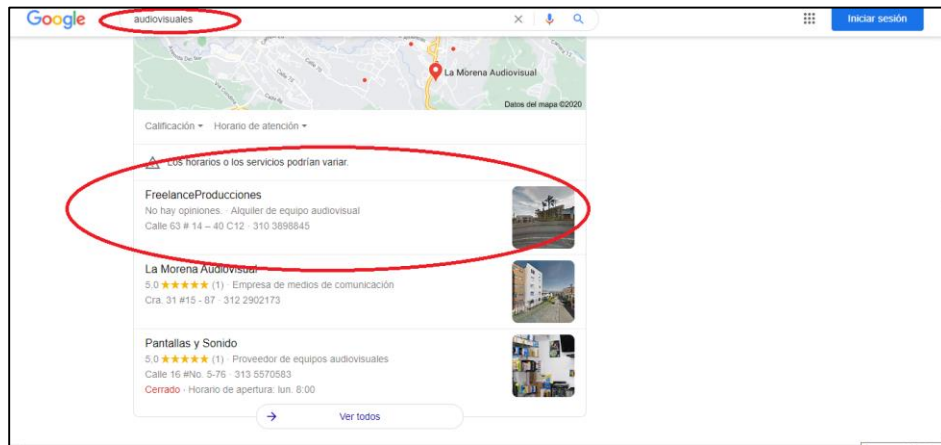 Google
audiovisuales
Iniciar sesión
La Morena Audiovisual
Datos del mapa ©2020
Calificación Horario de atención
Los horarios o los servicios podrían variar.
FreelanceProducciones
No hay opiniones. · Alquiler de equipo audiovisual
Calle 63 # 14 – 40 C12 · 310 3898845
La Morena Audiovisual
5,0 ★★★★★ (1) · Empresa de medios de comunicación
Cra. 31 #15 - 87 · 312 2902173
Pantallas y Sonido
5,0 ★★★★★ (1) · Proveedor de equipos audiovisuales
Calle 16 #No. 5-76 · 313 5570583
Cerrado · Horario de apertura: lun. 8:00
Ver todos